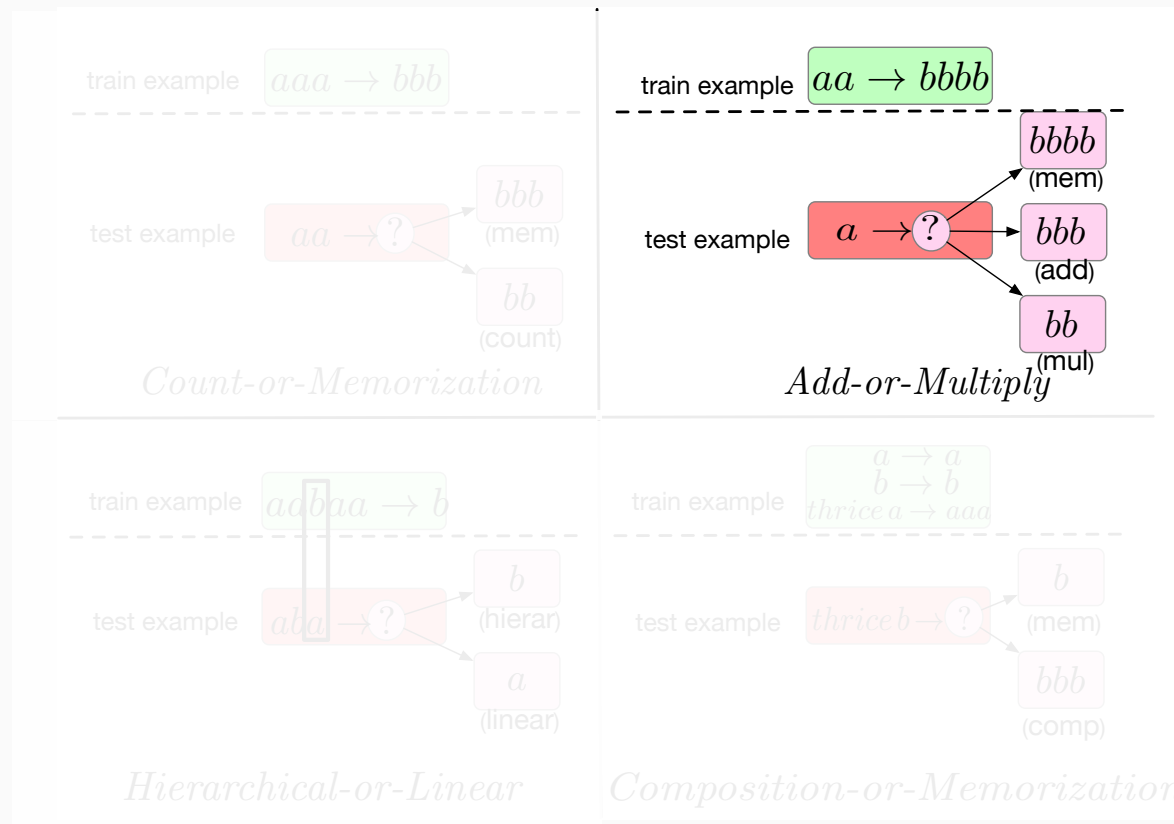 train example aaa → bbb
test example aa → ?
bbb
(mem)
bb
(count)
Count-or-Memorization
train example aa → bbbb
test example a → ?
bbbb
(mem)
bbb
(add)
bb
(mul)
Add-or-Multiply
train example aabaa → b
test example aba → ?
b
(hierar)
a
(linear)
Hierarchical-or-Linear
a → a
b → b
train example thrice a → aaa
test example thrice b → ?
b
(mem)
bbb
(comp)
Composition-or-Memorization